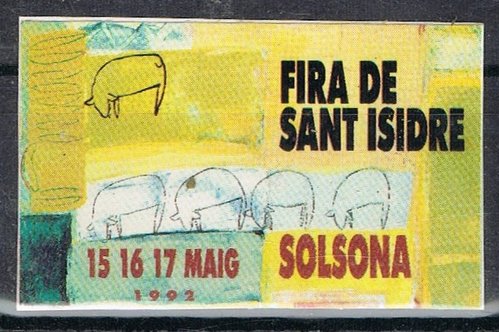 FIRA DE
SANT ISIDRE
15 16 17 MAIG
1992
SOLSONA